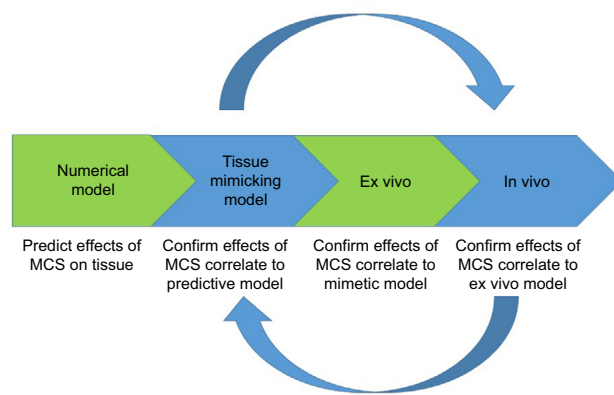 Numerical
model
Tissue
mimicking
model
Ex vivo
In vivo
Predict effects of
MCS on tissue
Confirm effects of
MCS correlate to
predictive model
Confirm effects of
MCS correlate to
mimetic model
Confirm effects of
MCS correlate to
ex vivo model